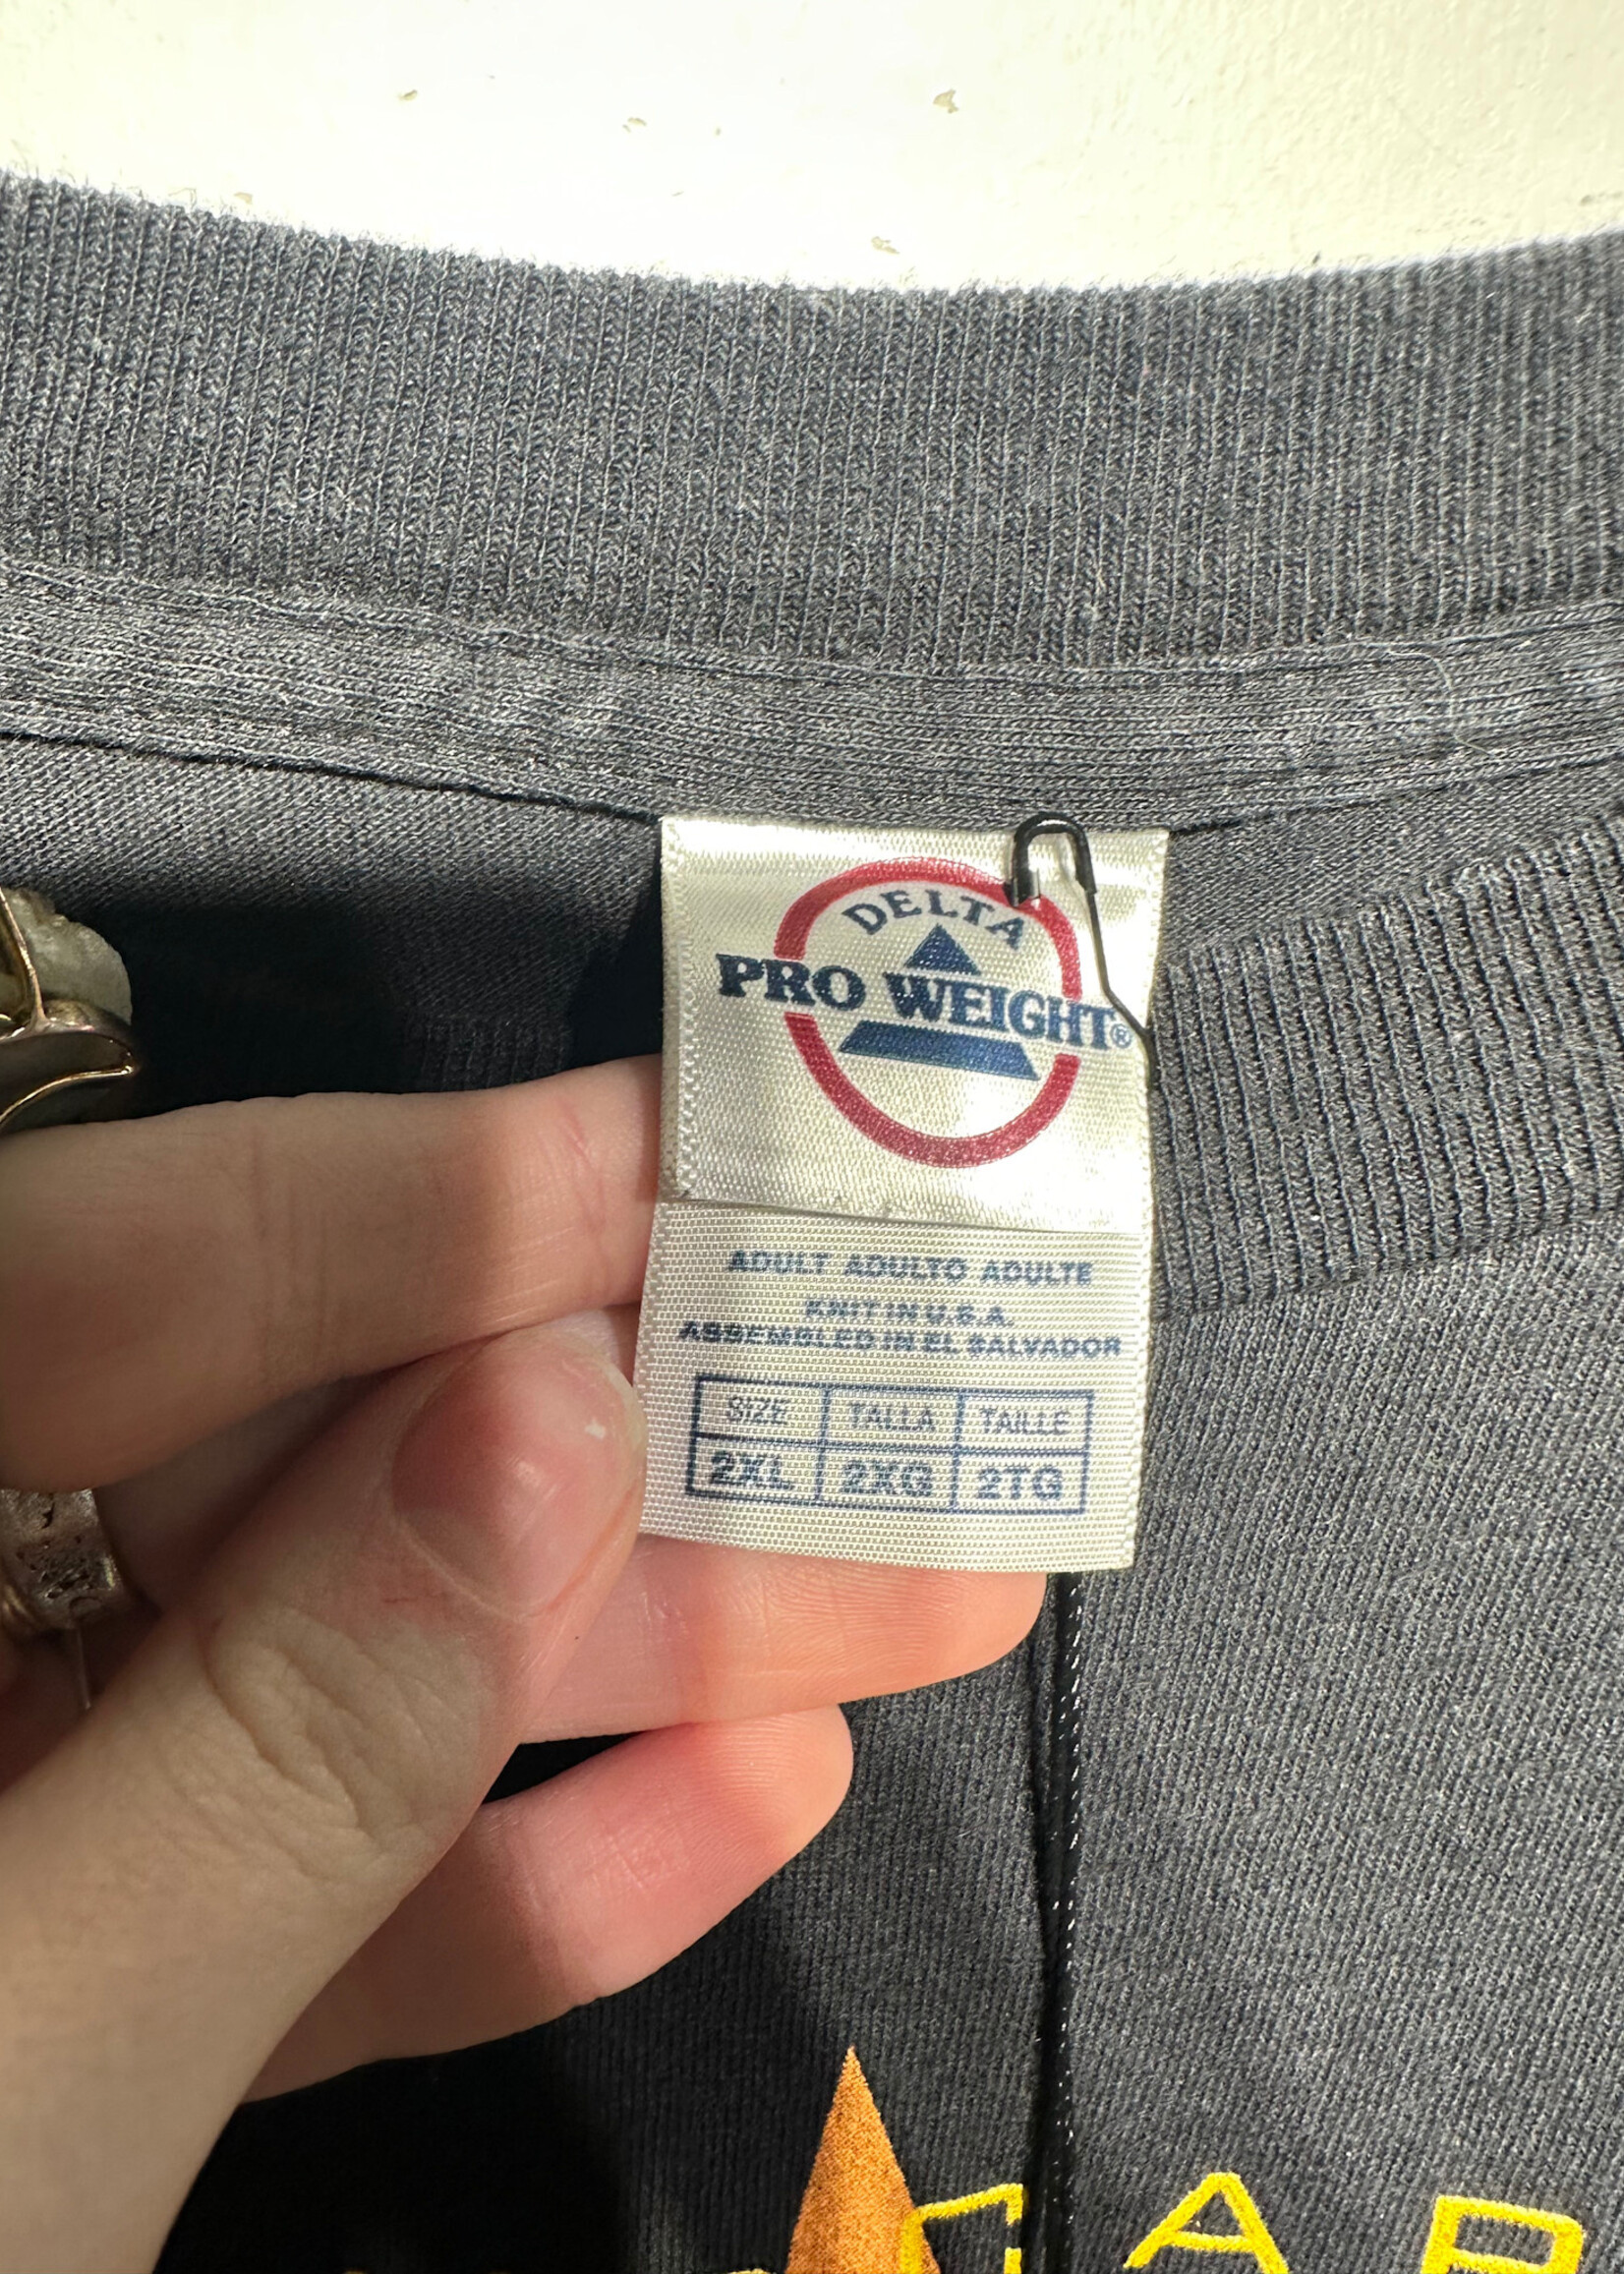 DELTA
PRO WEIGHT®
ADULT ADULTO ADULTE
KNIT IN U.S.A.
ASSEMBLED IN EL SALVADOR
SIZE TALLA TAILLE
2XL 2XG 2TG